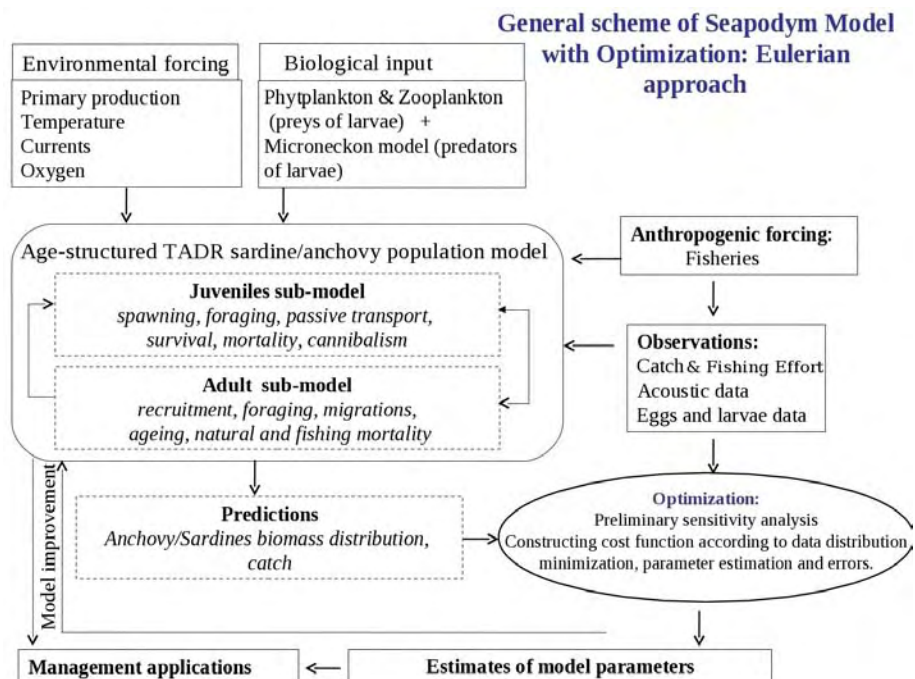 General scheme of Seapodym Model
with Optimization: Eulerian
approach
Environmental forcing
Primary production
Temperature
Currents
Oxygen
Biological input
Phytplankton & Zooplankton
(preys of larvae) +
Microneckon model (predators
of larvae)
Age-structured TADR sardine/anchovy population model
Juveniles sub-model
spawning, foraging, passive transport,
survival, mortality, cannibalism
Adult sub-model
recruitment, foraging, migrations,
ageing, natural and fishing mortality
Anthropogenic forcing:
Fisheries
Observations:
Catch & Fishing Effort
Acoustic data
Eggs and larvae data
Model improvement
Predictions
Anchovy/Sardines biomass distribution,
catch
Optimization:
Preliminary sensitivity analysis
Constructing cost function according to data distribution
minimization, parameter estimation and errors.
Management applications
Estimates of model parameters